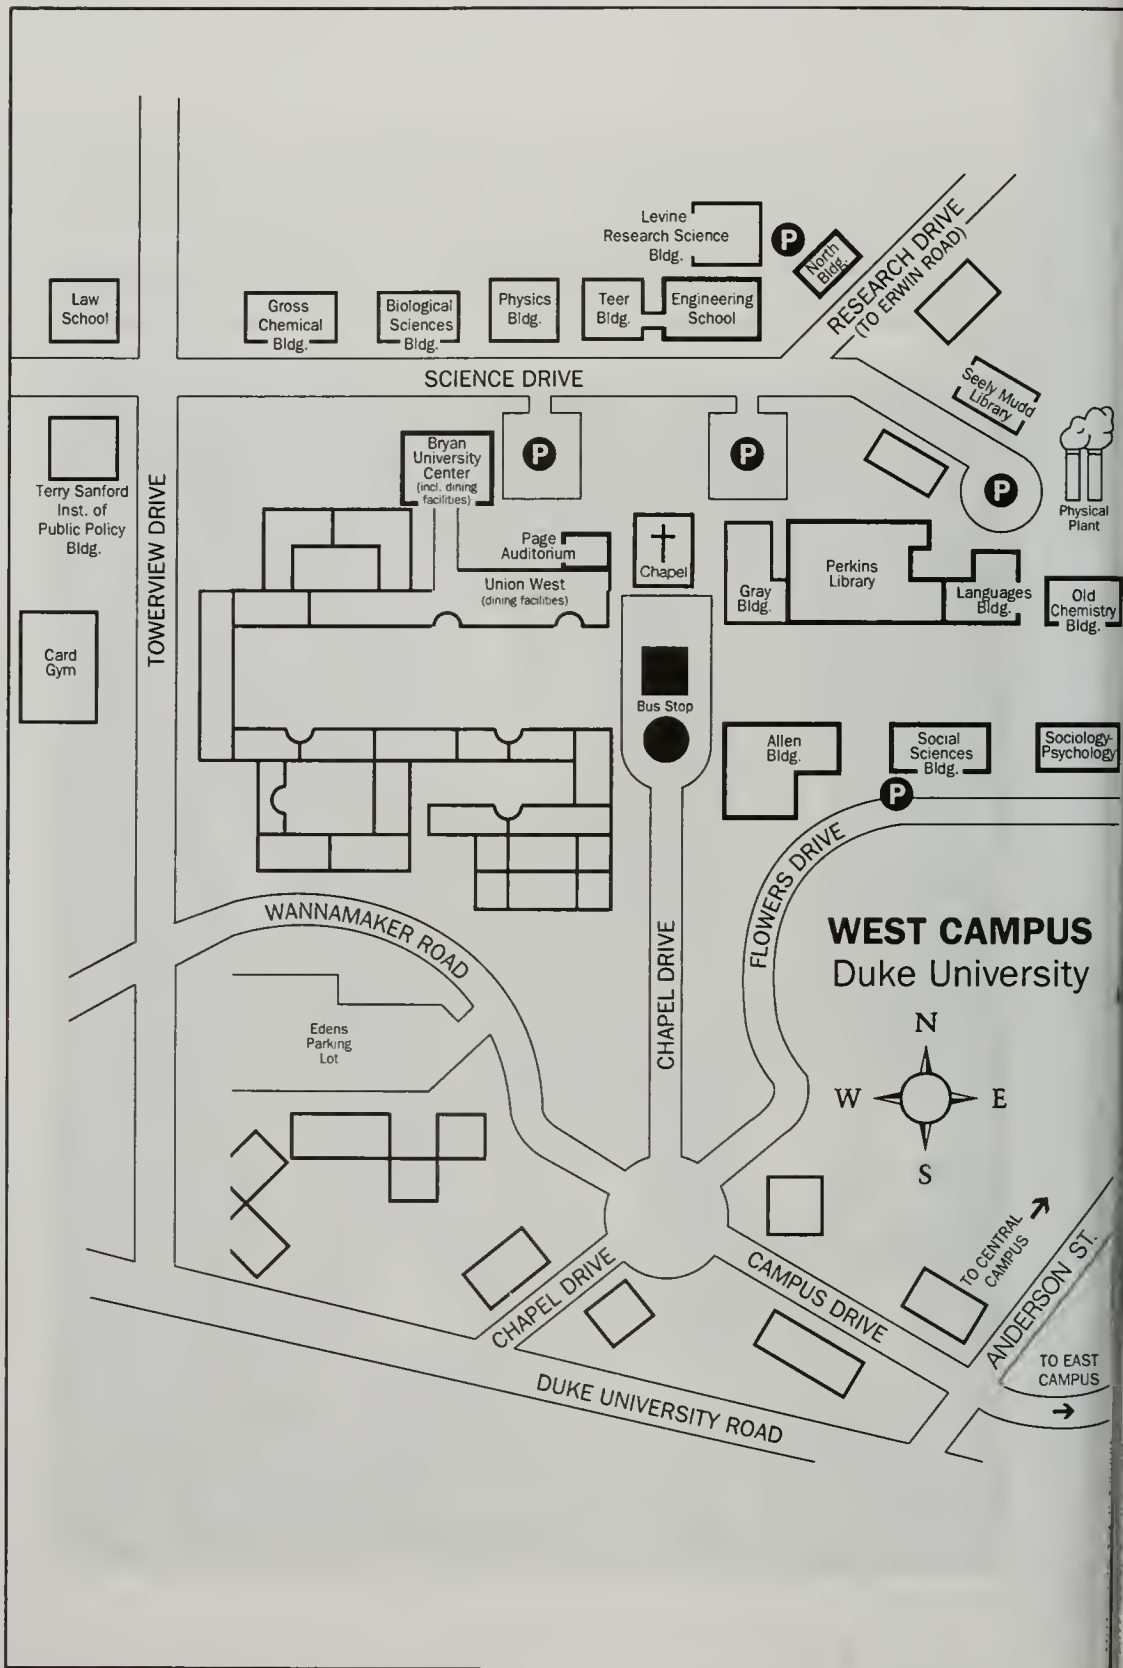 Levine
Research Science
Bldg.
P
North
Bldg.
RESEARCH DRIVE
(TO ERWIN ROAD)
Law
School
Gross
Chemical
Bldg.
Biological
Sciences
Bldg.
Physics
Bldg.
Teer
Bldg.
Engineering
School
SCIENCE DRIVE
Seely Mudd
Library
Terry Sanford
Inst. of
Public Policy
Bldg.
TOWERVIEW DRIVE
Bryan
University
Center
(incl. dining
facilities)
P
P
P
Physical
Plant
Page
Auditorium
Union West
(dining facilities)
Chapel
Gray
Bldg.
Perkins
Library
Languages
Bldg.
Old
Chemistry
Bldg.
Card
Gym
Bus Stop
Allen
Bldg.
Social
Sciences
Bldg.
Sociology-
Psychology
P
FLOWERS DRIVE
WANNAMAKER ROAD
CHAPEL DRIVE
WEST CAMPUS
Duke University
Edens
Parking
Lot
N
W
E
S
TO CENTRAL
CAMPUS
ANDERSON ST.
CHAPEL DRIVE
CAMPUS DRIVE
TO EAST
CAMPUS
DUKE UNIVERSITY ROAD